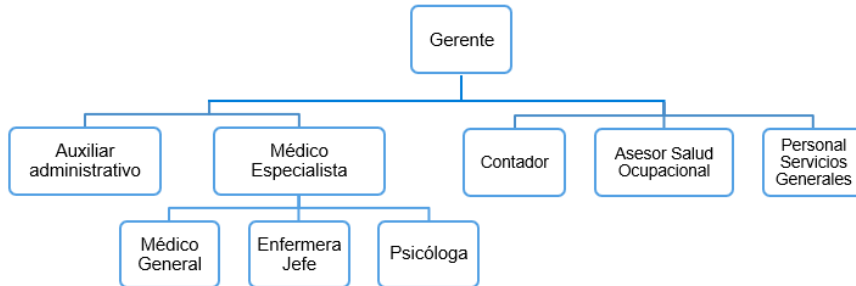 Gerente
Auxiliar
administrativo
Médico
Especialista
Contador
Asesor Salud
Ocupacional
Personal
Servicios
Generales
Médico
General
Enfermera
Jefe
Psicóloga